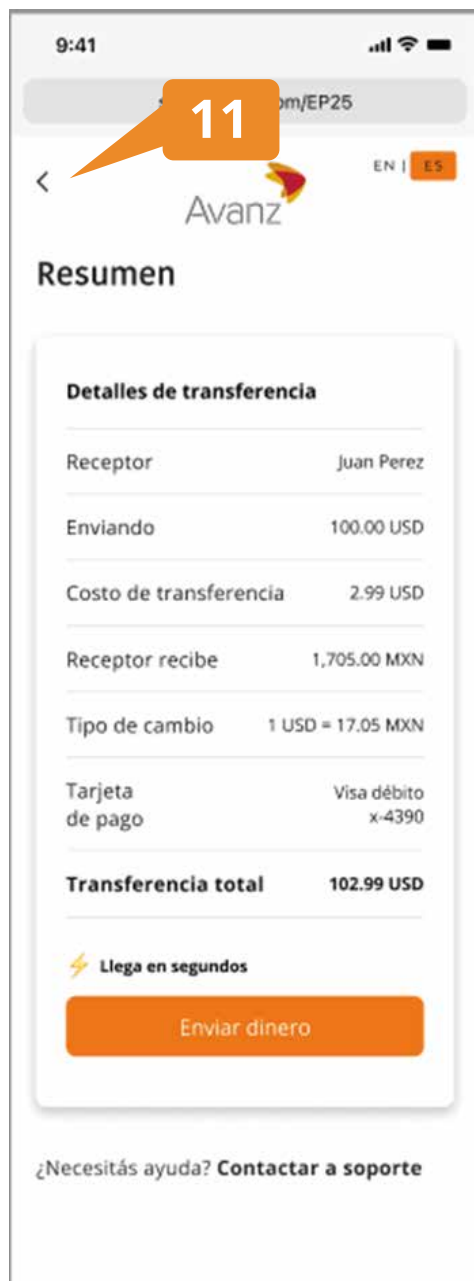 9:41
11
om/EP25
EN | ES
Avanz
Resumen
Detalles de transferencia
Receptor Juan Perez
Enviando 100.00 USD
Costo de transferencia 2.99 USD
Receptor recibe 1,705.00 MXN
Tipo de cambio 1 USD = 17.05 MXN
Tarjeta
de pago
Visa débito
x-4390
Transferencia total 102.99 USD
Llega en segundos
Enviar dinero
¿Necesitás ayuda? Contactar a soporte